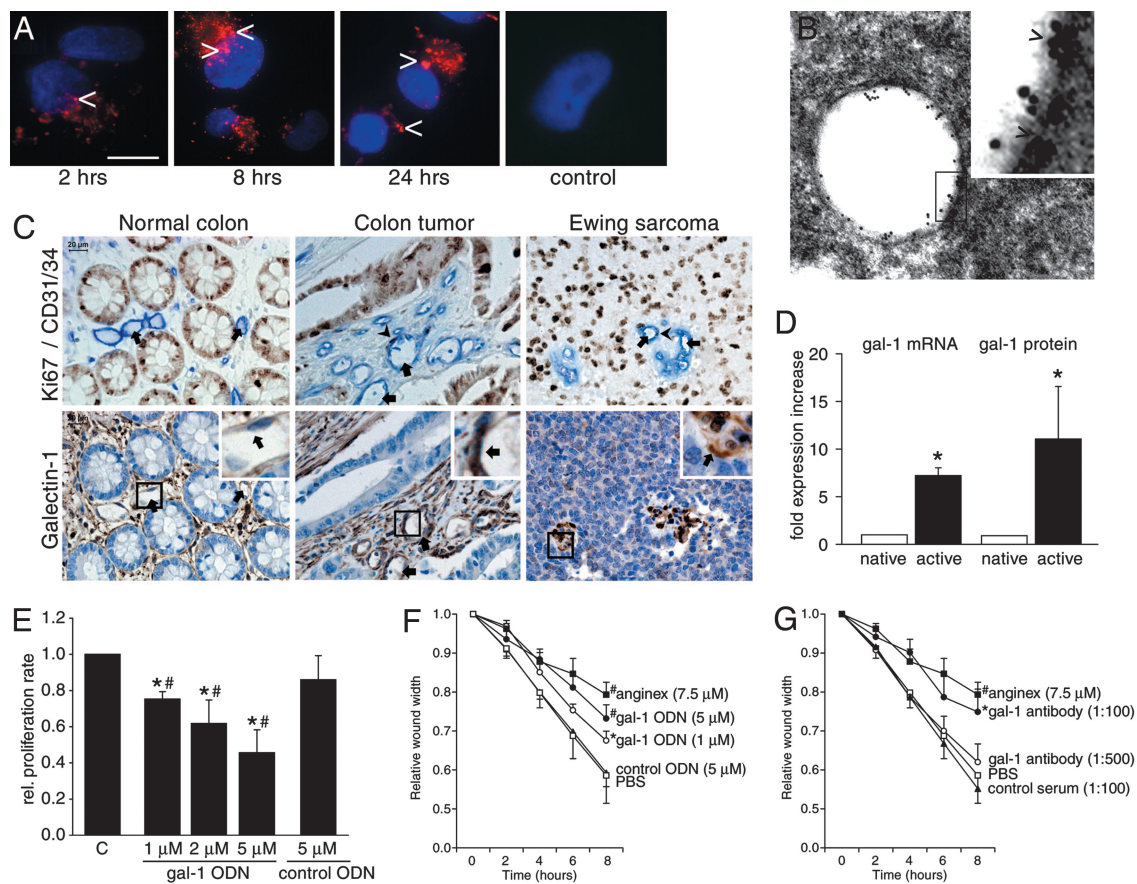 A
2 hrs
8 hrs
24 hrs
control
B
C
Normal colon
Colon tumor
Ewing sarcoma
Ki67 / CD31/34
20 μm
Galectin-1
D
gal-1 mRNA
gal-1 protein
fold expression increase
20
15
10
5
0
*
*
native
active
native
active
E
rel. proliferation rate
1.2
1.0
0.8
0.6
0.4
0.2
0.0
*#
*#
*#
C
1 μM
2 μM
5 μM
5 μM
gal-1 ODN
control ODN
F
Relative wound width
1.0
0.9
0.8
0.7
0.6
0.5
#anginex (7.5 μM)
#gal-1 ODN (5 μM)
*gal-1 ODN (1 μM)
control ODN (5 μM)
PBS
0
2
4
6
8
Time (hours)
G
Relative wound width
1.0
0.9
0.8
0.7
0.6
0.5
#anginex (7.5 μM)
*gal-1 antibody (1:100)
gal-1 antibody (1:500)
PBS
control serum (1:100)
0
2
4
6
8
Time (hours)